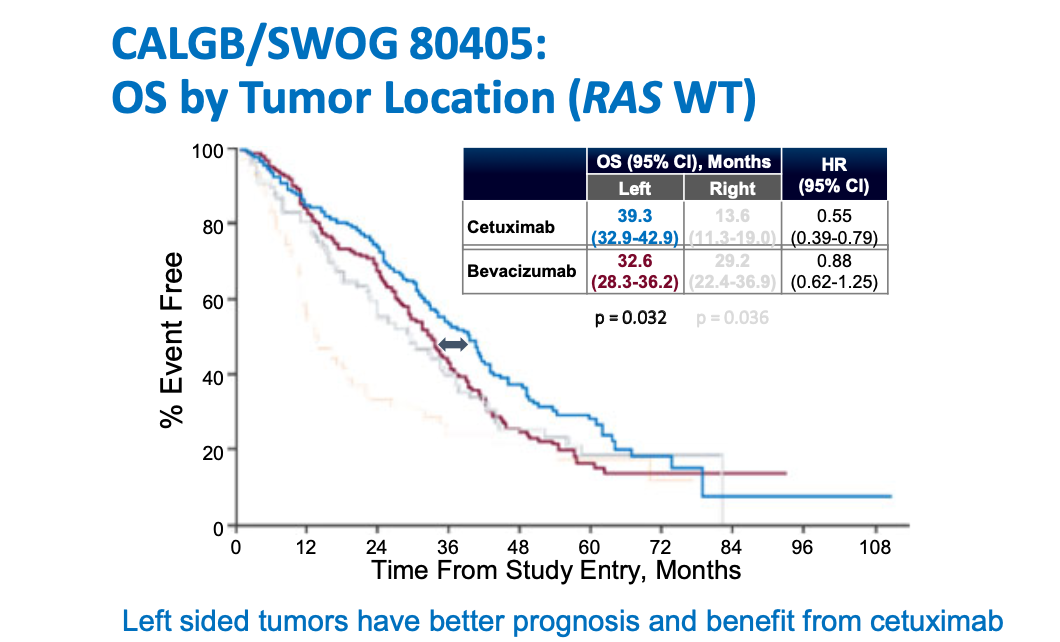 CALGB/SWOG 80405:
OS by Tumor Location (RAS WT)
OS (95% CI), Months
HR
(95% CI)
Left
Right
Cetuximab
39.3
(32.9-42.9)
13.6
(11.3-19.0)
0.55
(0.39-0.79)
Bevacizumab
32.6
(28.3-36.2)
29.2
(22.4-36.9)
0.88
(0.62-1.25)
p = 0.032
p = 0.036
% Event Free
100
80
60
40
20
0
0 12 24 36 48 60 72 84 96 108
Time From Study Entry, Months
Left sided tumors have better prognosis and benefit from cetuximab